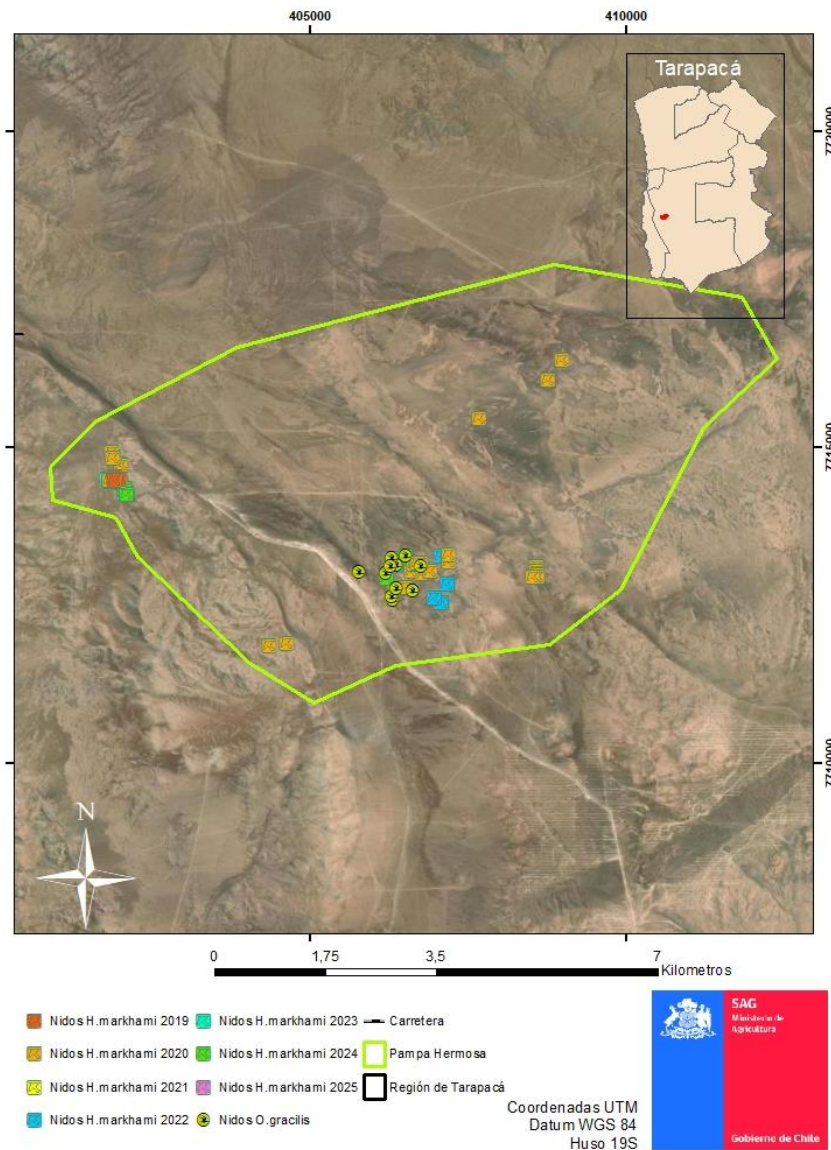 405000
410000
Tarapacá
7720000
7715000
7710000
N
0
1,75
3,5
7
Kilometros
Nidos H.markhami 2019
Nidos H.markhami 2023
Carretera
Nidos H.markhami 2020
Nidos H.markhami 2024
Pampa Hermosa
Nidos H.markhami 2021
Nidos H.markhami 2025
Región de Tarapacá
Nidos H.markhami 2022
Nidos O.gracilis
Coordenadas UTM
Datum WGS 84
Huso 19S
SAG
Ministerio de
Agricultura
Gobierno de Chile